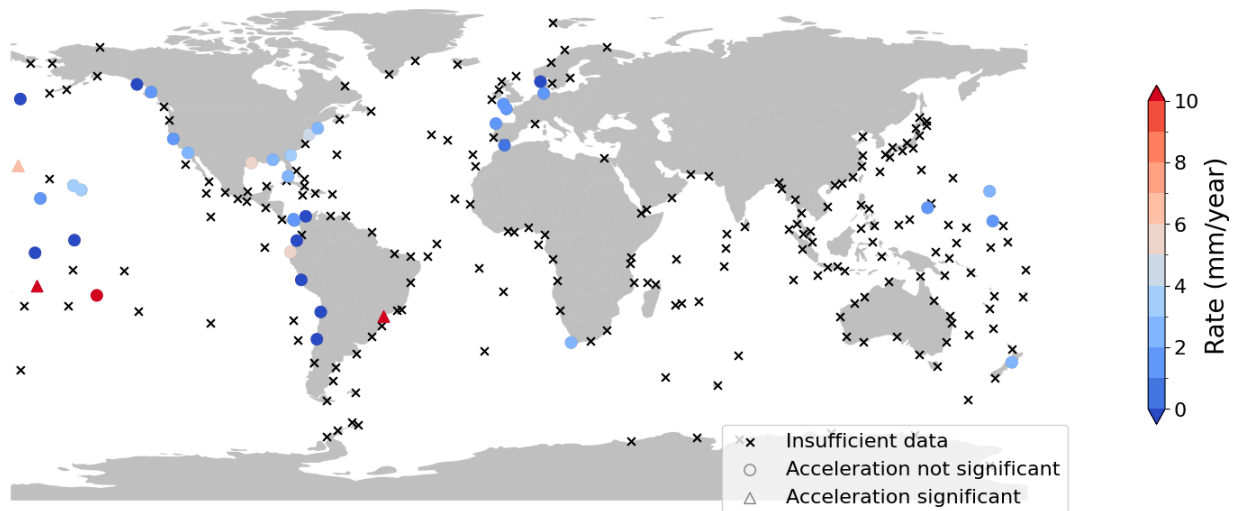 10
8
6
4
2
0
Rate (mm/year)
Insufficient data
Acceleration not significant
Acceleration significant